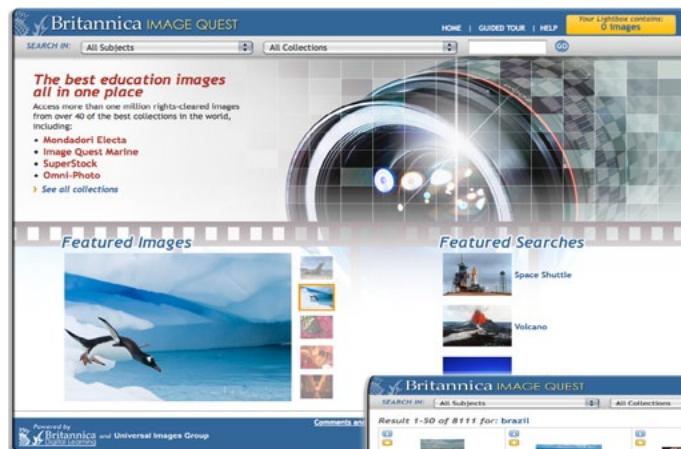 Britannica IMAGE QUEST
HOME | GUIDED TOUR | HELP
Your Lightbox contains:
0 images
SEARCH IN: All Subjects All Collections GO
The best education images
all in one place
Access more than one million rights-cleared images
from over 40 of the best collections in the world,
including:
• Mondadori Electa
• Image Quest Marine
• SuperStock
• Omni-Photo
› See all collections
Featured Images
Featured Searches
Space Shuttle
Volcano
Powered by
Britannica and Universal Images Group
Digital Learning
Comments and
Britannica IMAGE QUEST
SEARCH IN: All Subjects All Collections
Result 1-50 of 8111 for: brazil